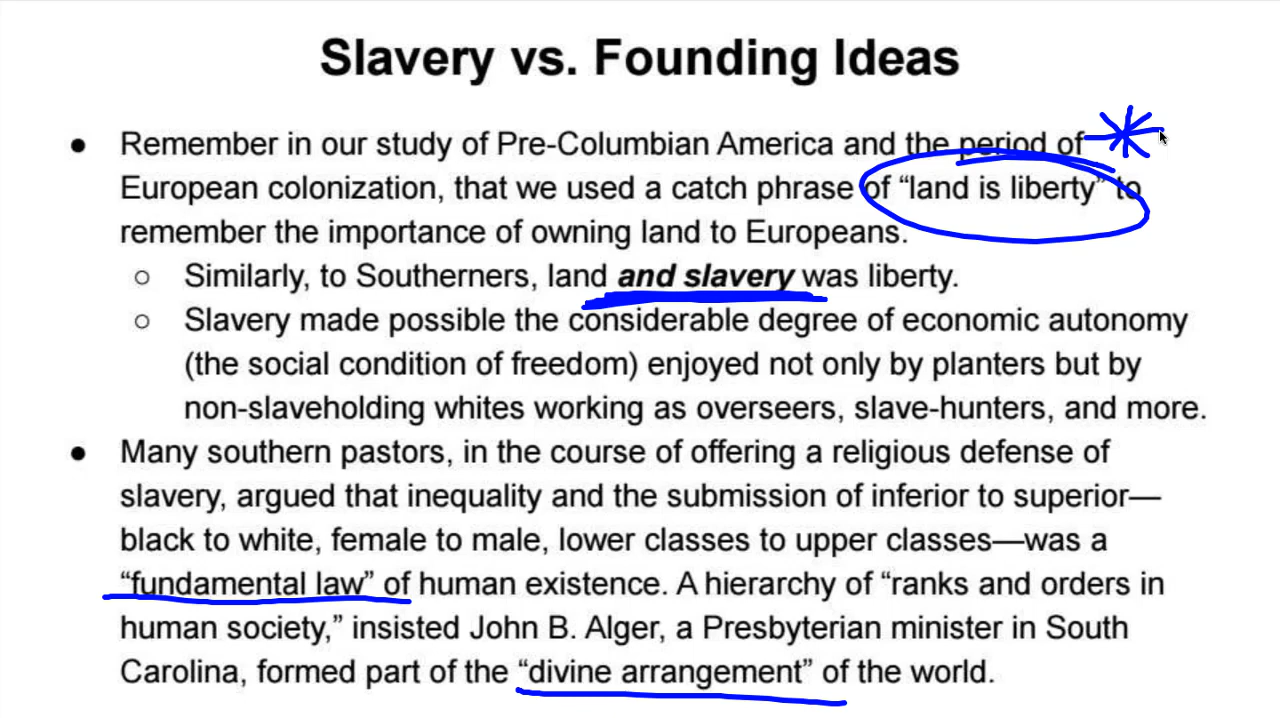 Slavery vs. Founding Ideas
● Remember in our study of Pre-Columbian America and the period of
European colonization, that we used a catch phrase of “land is liberty” to
remember the importance of owning land to Europeans.
○ Similarly, to Southerners, land and slavery was liberty.
○ Slavery made possible the considerable degree of economic autonomy
(the social condition of freedom) enjoyed not only by planters but by
non-slaveholding whites working as overseers, slave-hunters, and more.
● Many southern pastors, in the course of offering a religious defense of
slavery, argued that inequality and the submission of inferior to superior—
black to white, female to male, lower classes to upper classes—was a
“fundamental law” of human existence. A hierarchy of “ranks and orders in
human society,” insisted John B. Alger, a Presbyterian minister in South
Carolina, formed part of the “divine arrangement” of the world.